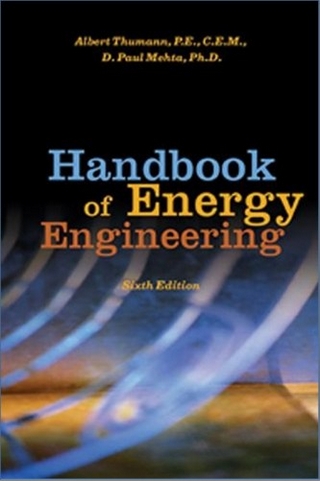 Albert Thumann, P.E., C.E.M.,
D. Paul Mehta, Ph.D.
Handbook
of Energy
Engineering
Sixth Edition